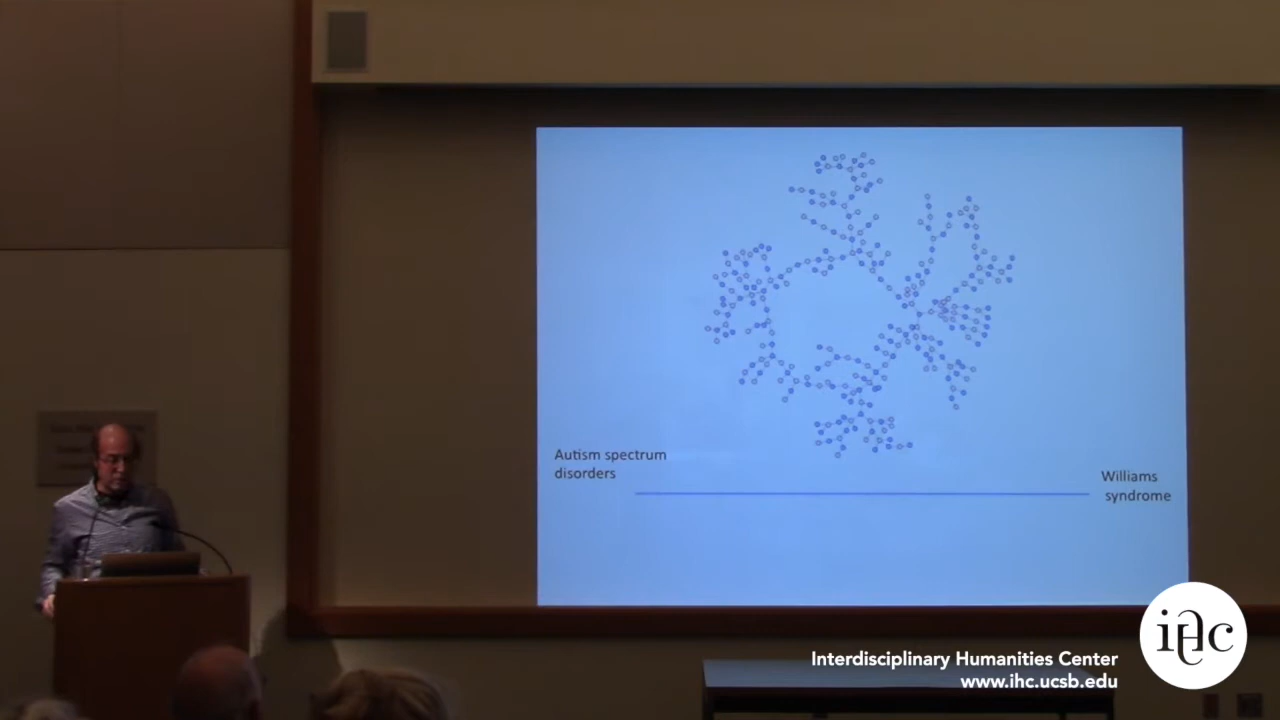 Autism spectrum
disorders
Williams
syndrome
Interdisciplinary Humanities Center
www.ihc.ucsb.edu
ihc